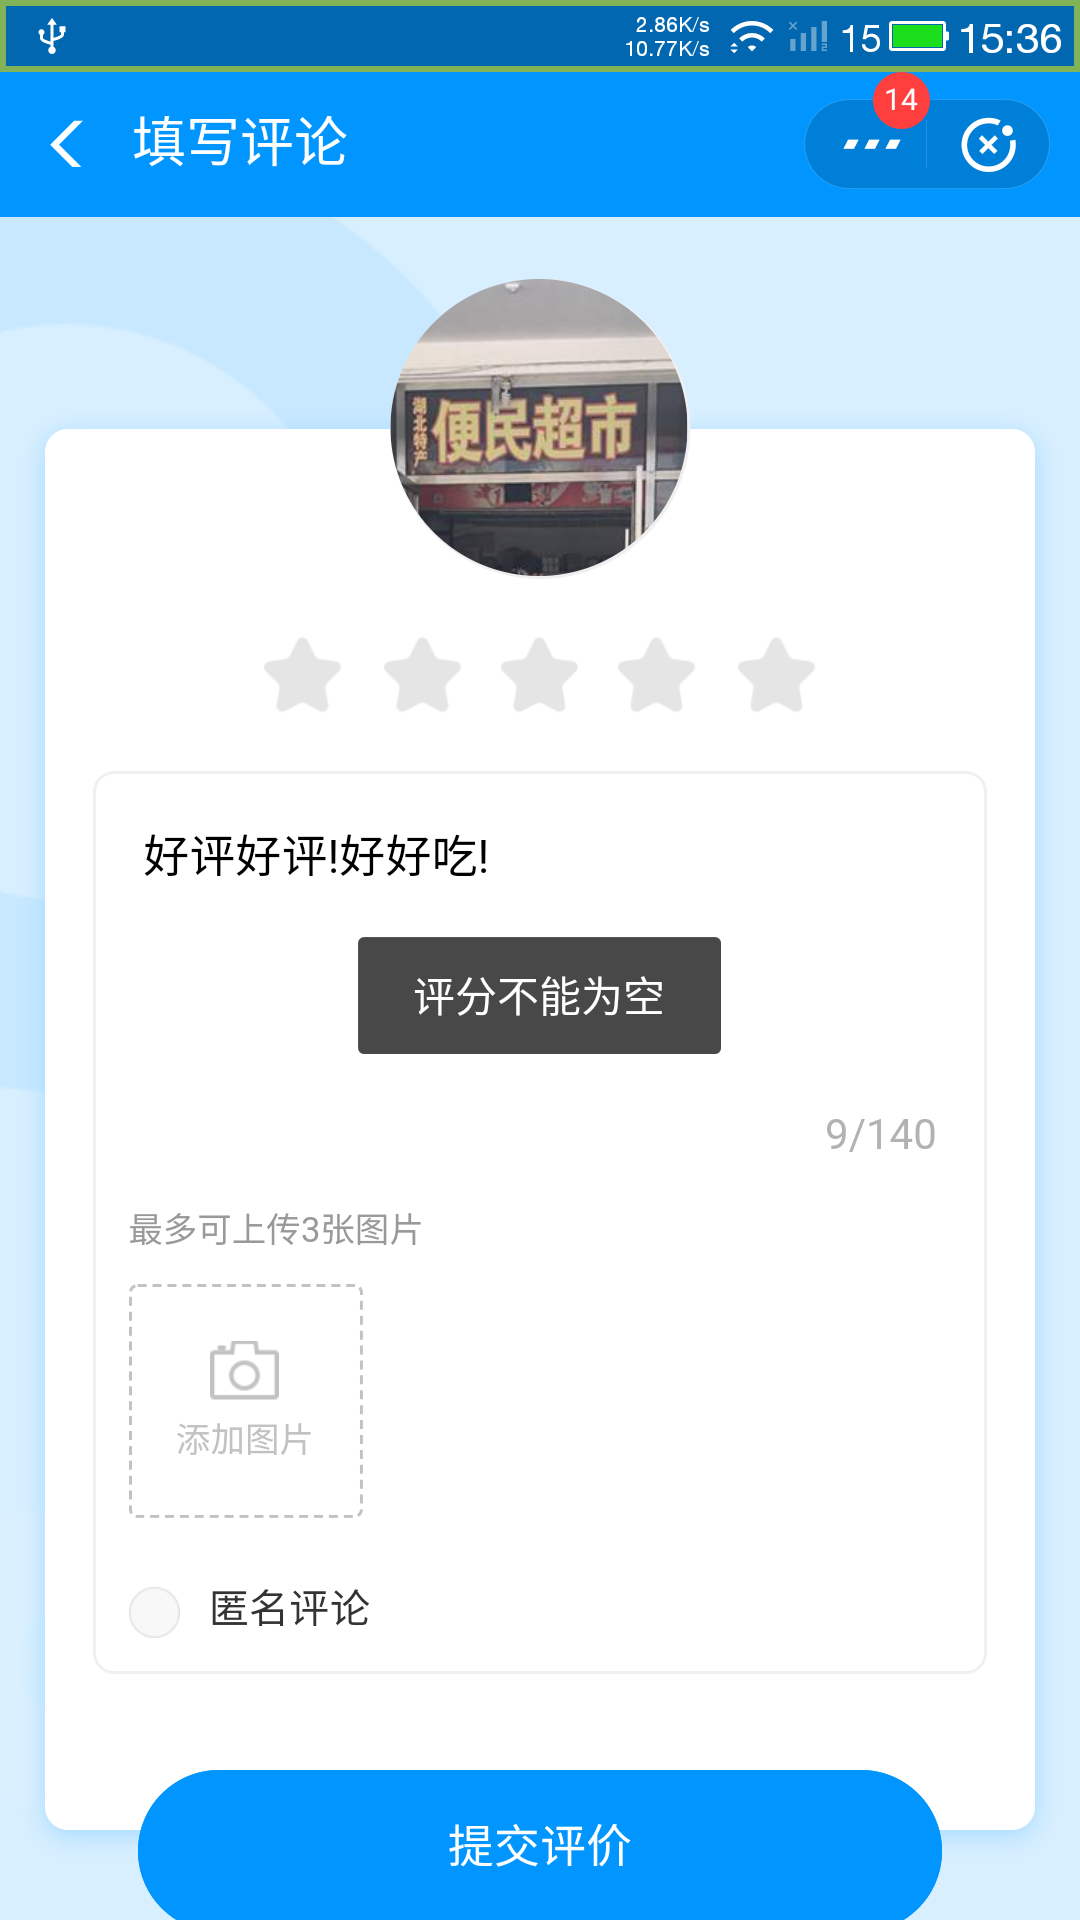 2.86K/s
10.77K/s
15
15:36
填写评论
14
湖北特产
便民超市
好评好评!好好吃!
评分不能为空
9/140
最多可上传3张图片
添加图片
匿名评论
提交评价